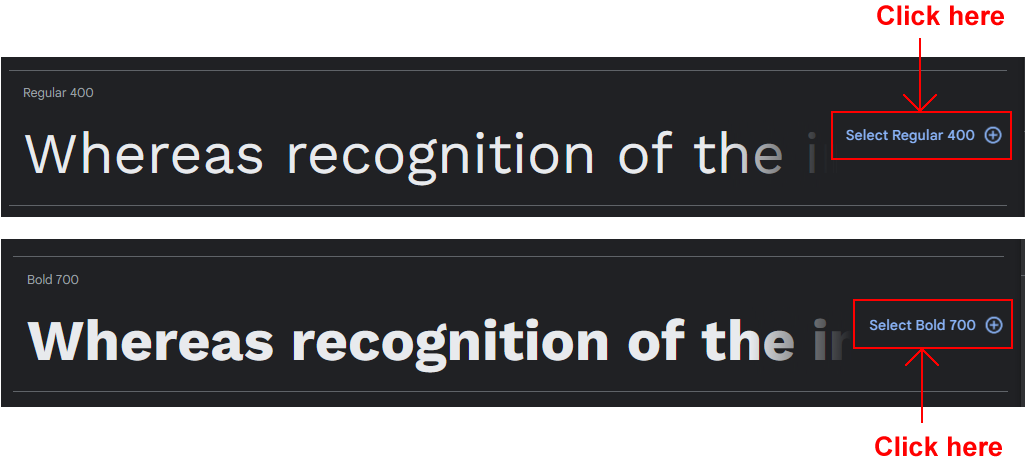 Click here
Regular 400
Select Regular 400
Whereas recognition of the
Bold 700
Select Bold 700
Whereas recognition of the
Click here